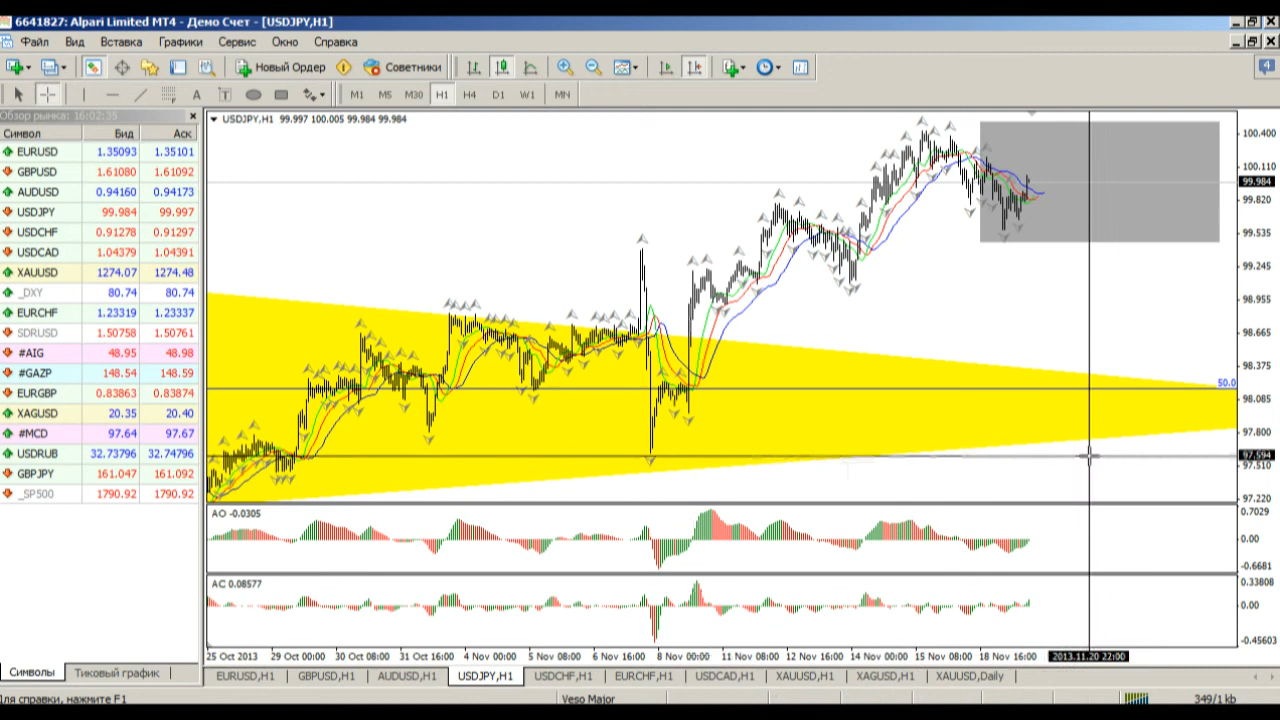 6641827: Alpari Limited MT4 - Демо Счет - [USDJPY,H1]
Файл Вид Вставка Графики Сервис Окно Справка
Новый Ордер Советники 4
A T M1 M5 M30 H1 H4 D1 W1 MN
Обзор рынка: 16:02:35
Символ Бид Аск
EURUSD 1.35093 1.35101
GBPUSD 1.61080 1.61092
AUDUSD 0.94160 0.94173
USDJPY 99.984 99.997
USDCHF 0.91278 0.91297
USDCAD 1.04379 1.04391
XAUUSD 1274.07 1274.48
_DXY 80.74 80.74
EURCHF 1.23319 1.23337
SDRUSD 1.50758 1.50761
#AIG 48.95 48.98
#GAZP 148.54 148.59
EURGBP 0.83863 0.83874
XAGUSD 20.35 20.40
#MCD 97.64 97.67
USDRUB 32.73796 32.74796
GBPJPY 161.047 161.092
_SP500 1790.92 1790.92
Символы Тиковый график
USDJPY,H1 99.997 100.005 99.984 99.984
100.400
100.110
99.984
99.820
99.535
99.245
98.955
98.665
98.375
50.0
98.085
97.800
97.594
97.510
97.220
AO -0.0305
0.7029
0.00
-0.6681
AC 0.08577
0.33808
0.00
-0.45603
25 Oct 2013 29 Oct 00:00 30 Oct 08:00 31 Oct 16:00 4 Nov 00:00 5 Nov 08:00 6 Nov 16:00 8 Nov 00:00 11 Nov 08:00 12 Nov 16:00 14 Nov 00:00 15 Nov 08:00 18 Nov 16:00 2013.11.20 22:00
EURUSD,H1 GBPUSD,H1 AUDUSD,H1 USDJPY,H1 USDCHF,H1 EURCHF,H1 USDCAD,H1 XAUUSD,H1 XAGUSD,H1 XAUUSD,Daily
Для справки, нажмите F1 Veso Major 349/1 kb